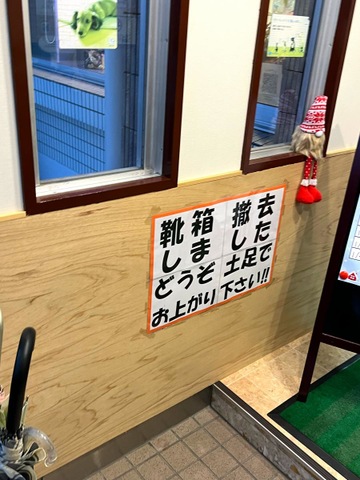 靴箱撤去
しました
どうぞ土足で
お上がり下さい!!